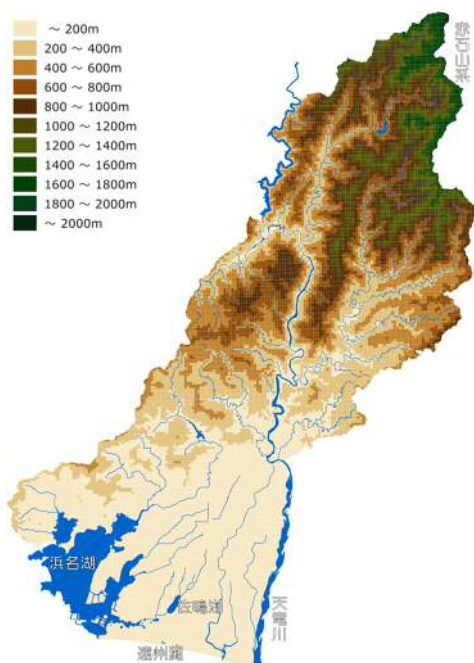 ～ 200m
200 ～ 400m
400 ～ 600m
600 ～ 800m
800 ～ 1000m
1000 ～ 1200m
1200 ～ 1400m
1400 ～ 1600m
1600 ～ 1800m
1800 ～ 2000m
～ 2000m
赤石山系
浜名湖
佐鳴湖
天竜川
遠州灘